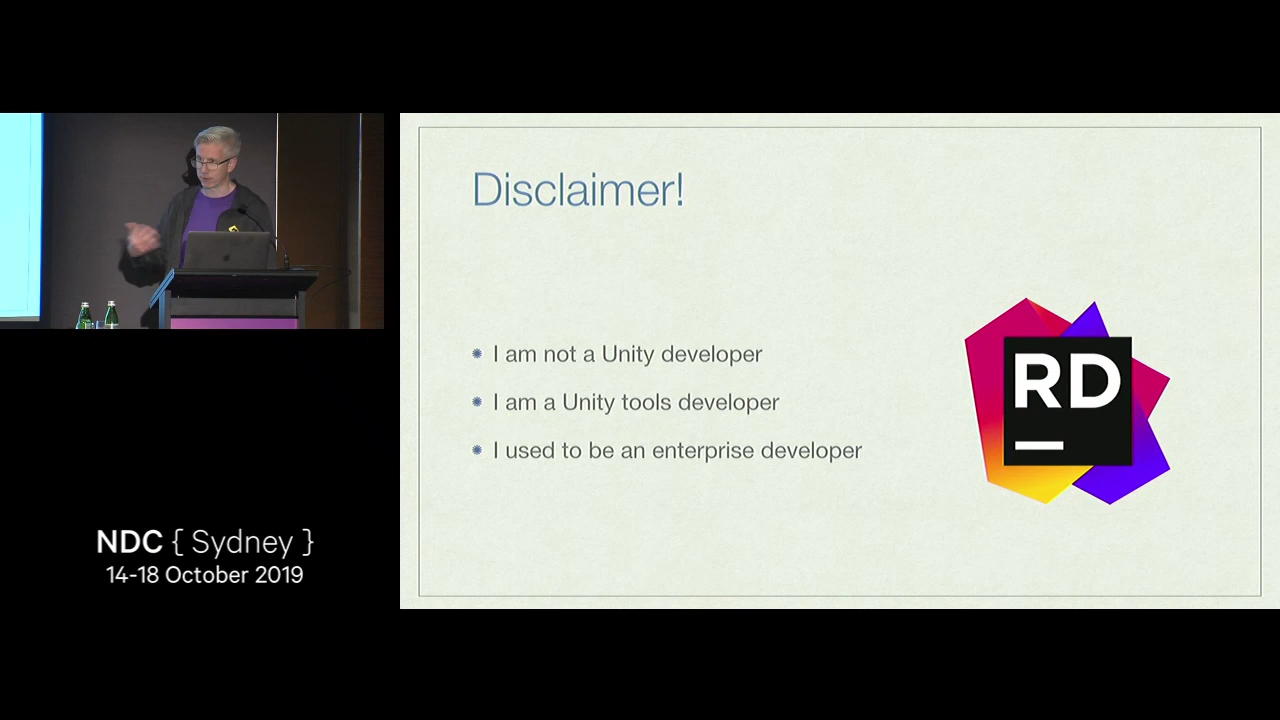 Disclaimer!
I am not a Unity developer
I am a Unity tools developer
I used to be an enterprise developer
RD
NDC { Sydney }
14-18 October 2019